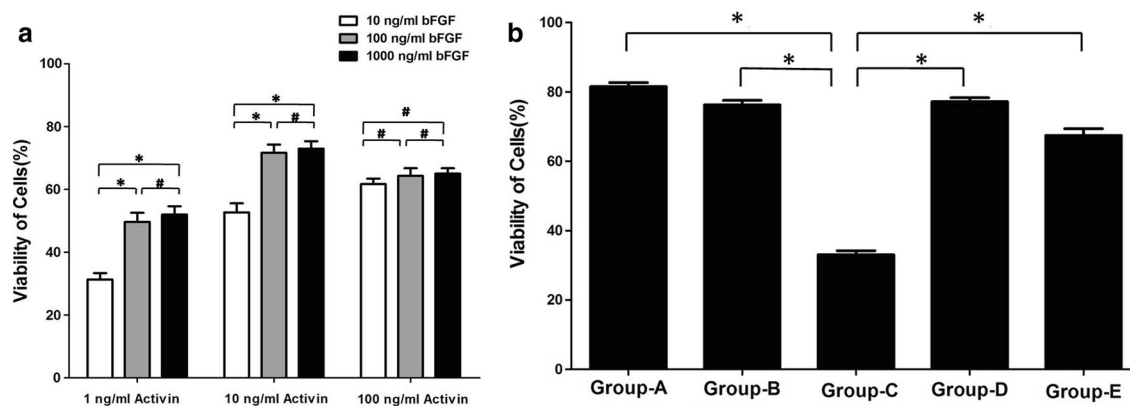 a
10 ng/ml bFGF
100 ng/ml bFGF
1000 ng/ml bFGF
Viability of Cells(%)
100
80
60
40
20
0
*
*
#
*
*
#
#
#
#
1 ng/ml Activin
10 ng/ml Activin
100 ng/ml Activin
b
Viability of Cells(%)
100
80
60
40
20
0
*
*
*
*
Group-A
Group-B
Group-C
Group-D
Group-E